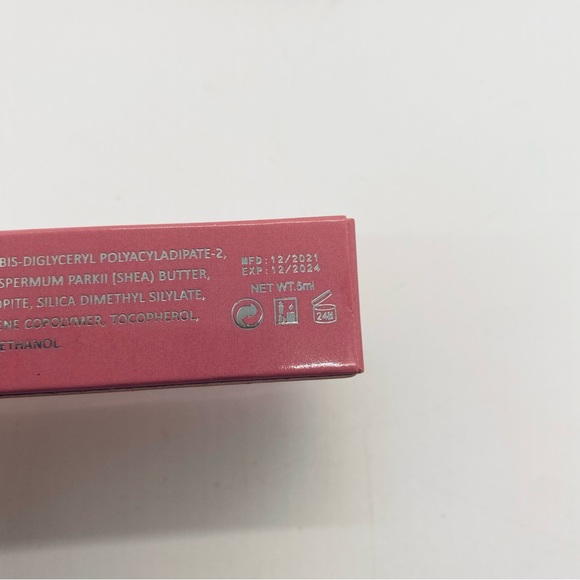 BIS-DIGLYCERYL POLYACYLADIPATE-2,
SPERMUM PARKII [SHEA] BUTTER,
OPITE, SILICA DIMETHYL SILYLATE,
ENE COPOLYMER, TOCOPHEROL,
ETHANOL
MFD:12/2021
EXP:12/2024
NET WT.5ml
24M